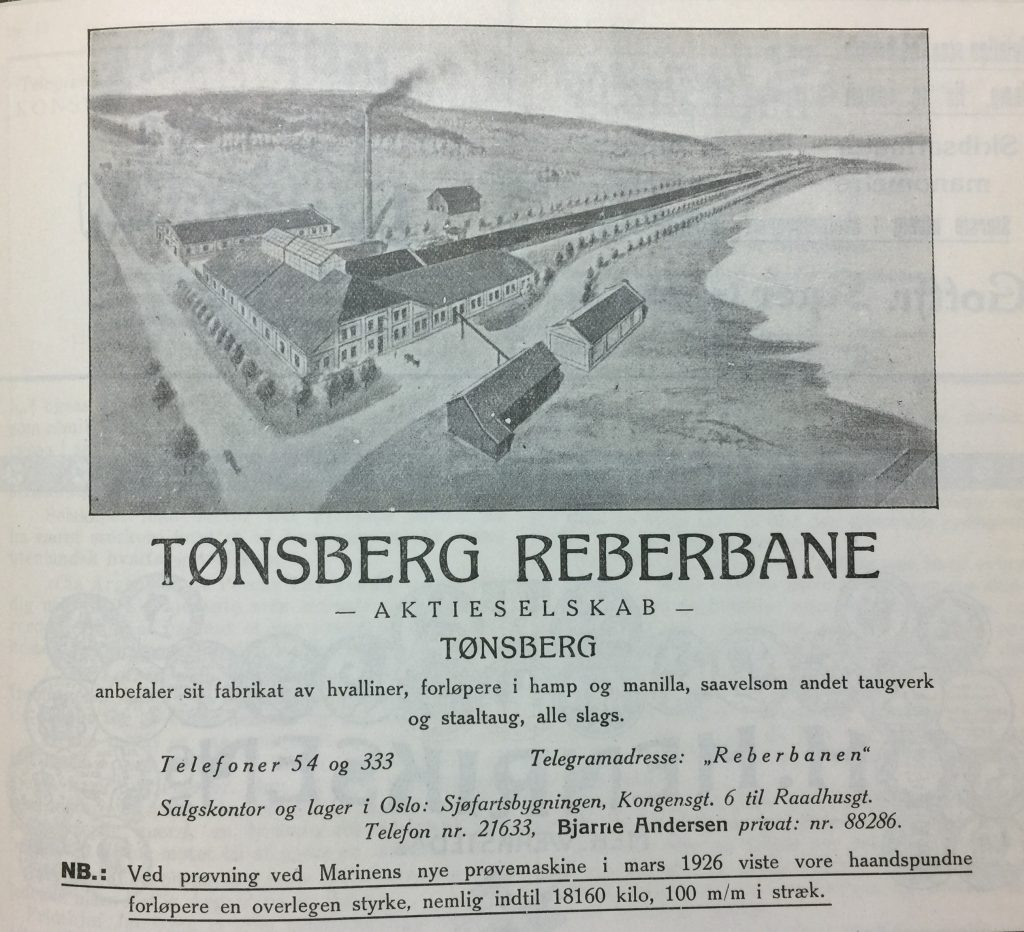 TØNSBERG REBERBANE
— AKTIESELSKAB —
TØNSBERG
anbefaler sit fabrikat av hvalliner, forløpere i hamp og manilla, saavelsom andet taugverk
og staaltaug, alle slags.
Telefoner 54 og 333 Telegramadresse: „Reberbanen“
Salgskontor og lager i Oslo: Sjøfartsbygningen, Kongensgt. 6 til Raadhusgt.
Telefon nr. 21633, Bjarne Andersen privat: nr. 88286.
NB.: Ved prøvning ved Marinens nye prøvemaskine i mars 1926 viste vore haandspundne
forløpere en overlegen styrke, nemlig indtil 18160 kilo, 100 m/m i stræk.